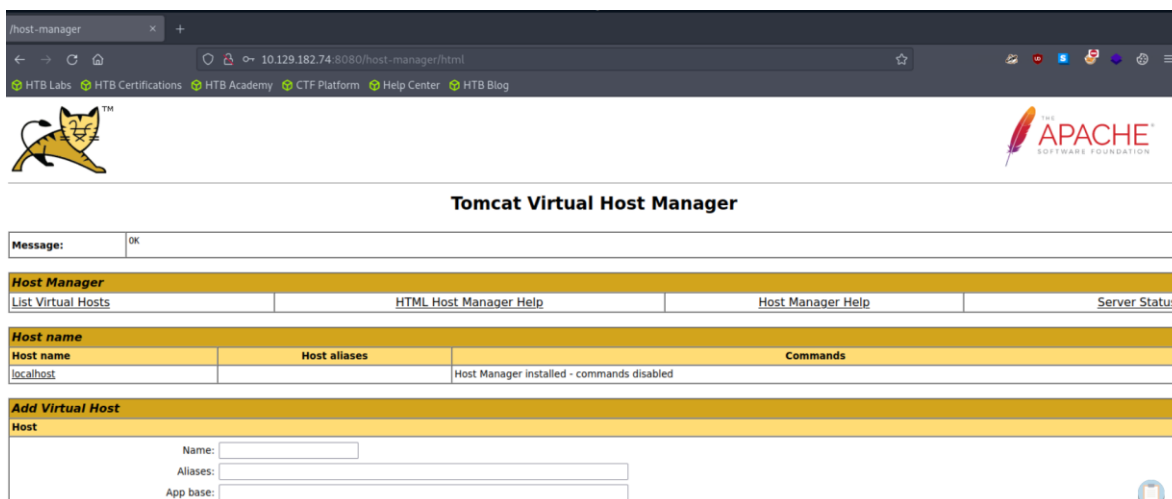 /host-manager
10.129.182.74:8080/host-manager/html
HTB Labs HTB Certifications HTB Academy CTF Platform Help Center HTB Blog
TM
THE
APACHE
SOFTWARE FOUNDATION
Tomcat Virtual Host Manager
Message: OK
Host Manager
List Virtual Hosts HTML Host Manager Help Host Manager Help Server Status
Host name
Host name Host aliases Commands
localhost Host Manager installed - commands disabled
Add Virtual Host
Host
Name:
Aliases:
App base: